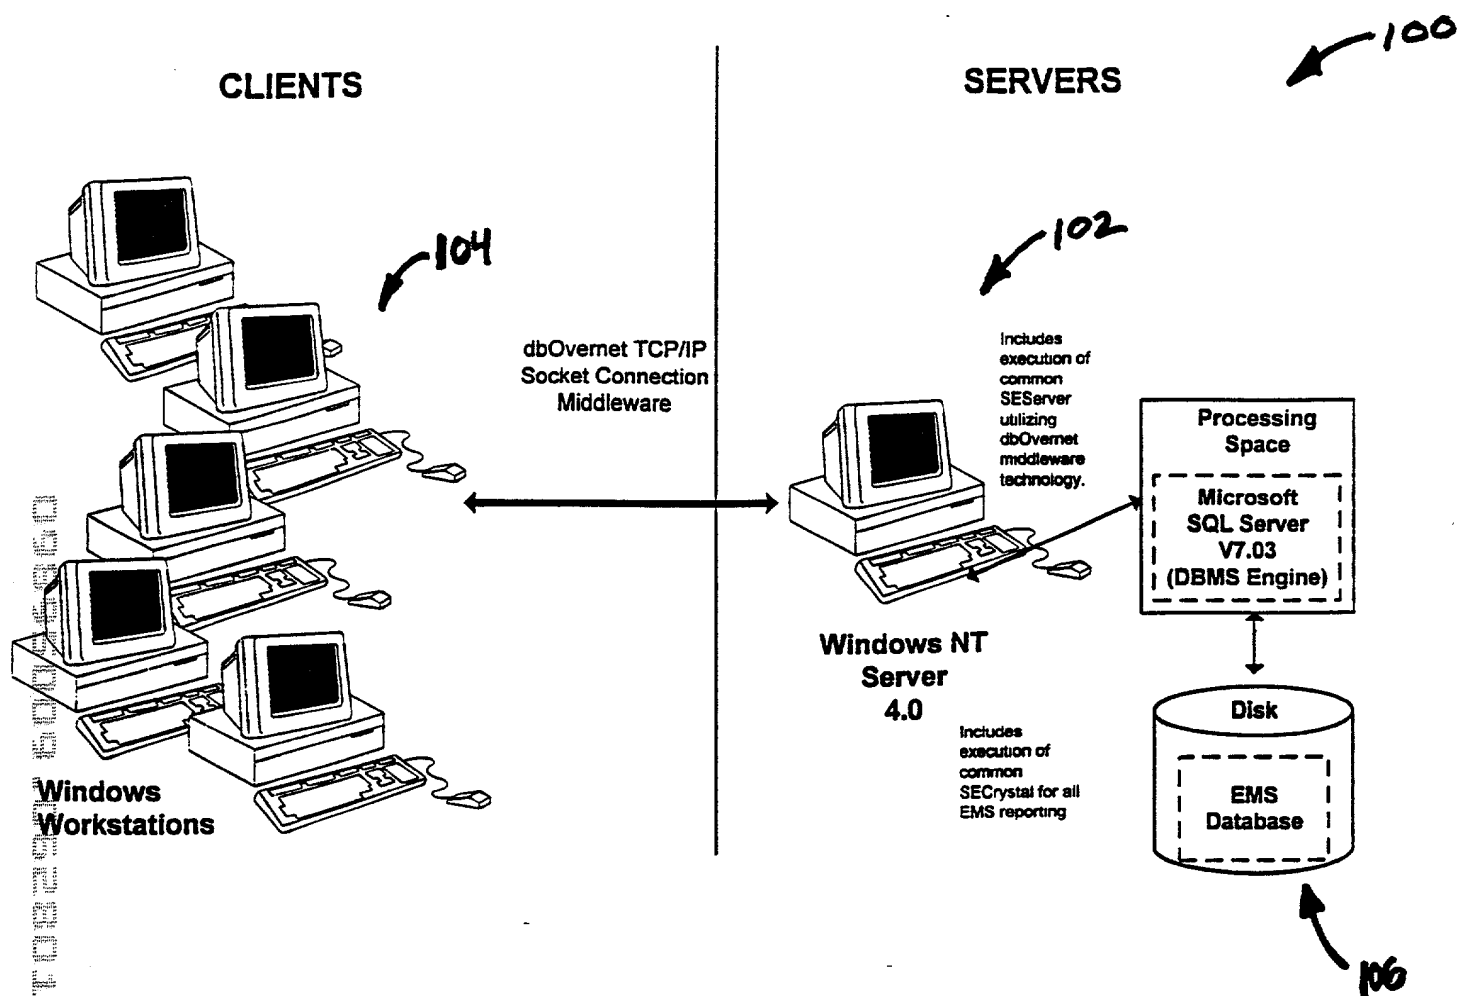 100
CLIENTS
SERVERS
104
102
dbOvernet TCP/IP
Socket Connection
Middleware
Includes
execution of
common
SEServer
utilizing
dbOvernet
middleware
technology.
Processing
Space
Microsoft
SQL Server
V7.03
(DBMS Engine)
Windows NT
Server
4.0
Includes
execution of
common
SECrystal for all
EMS reporting
Disk
EMS
Database
Windows
Workstations
106